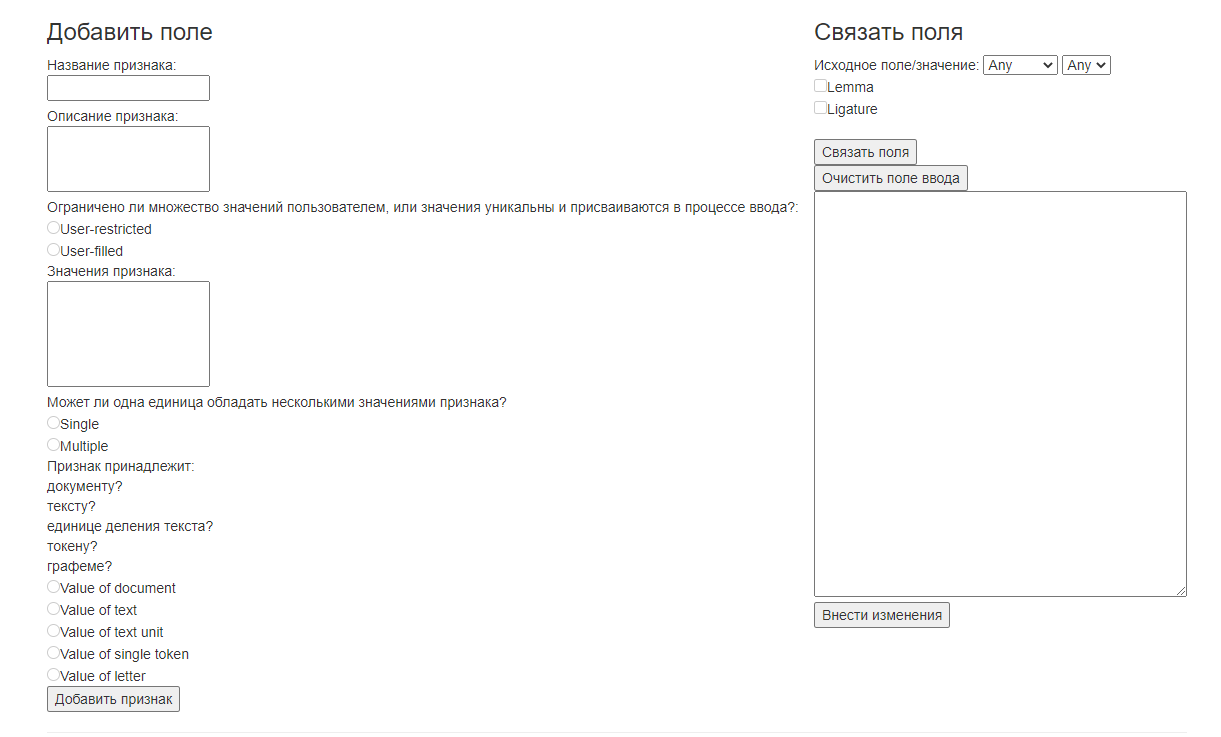 Добавить поле
Название признака:
Описание признака:
Ограничено ли множество значений пользователем, или значения уникальны и присваиваются в процессе ввода?:
User-restricted
User-filled
Значения признака:
Может ли одна единица обладать несколькими значениями признака?
Single
Multiple
Признак принадлежит:
документу?
тексту?
единице деления текста?
токену?
графеме?
Value of document
Value of text
Value of text unit
Value of single token
Value of letter
Добавить признак
Связать поля
Исходное поле/значение: Any Any
Lemma
Ligature
Связать поля
Очистить поле ввода
Внести изменения